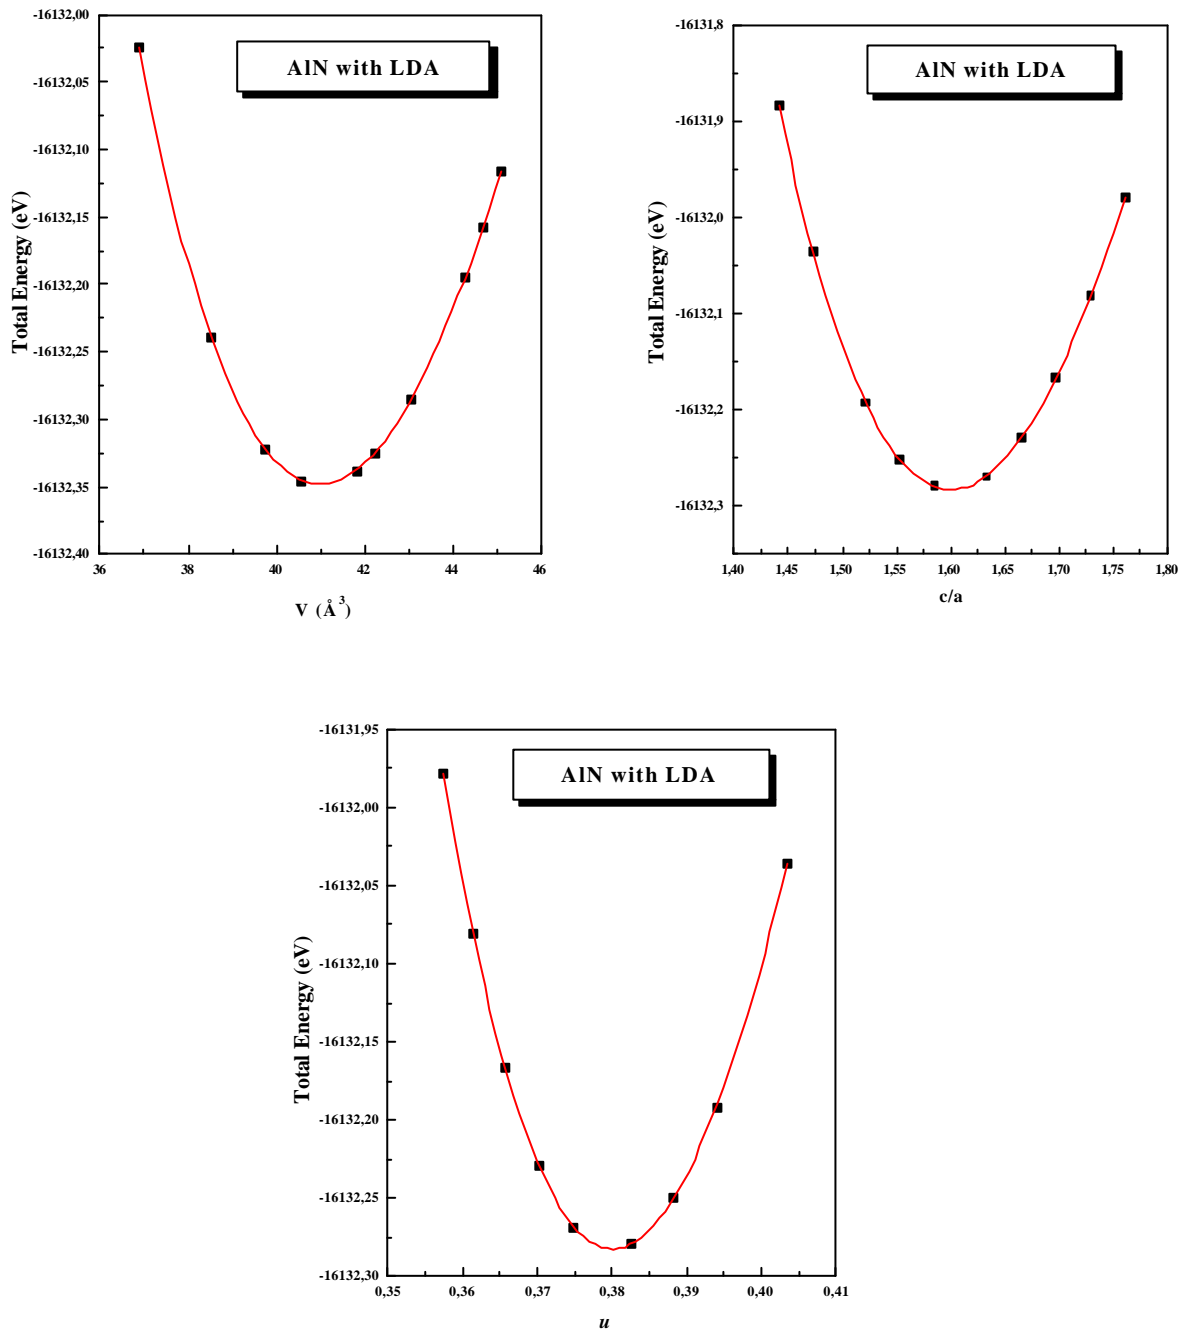 AlN with LDA
Total Energy (eV)
-16132,00
-16132,05
-16132,10
-16132,15
-16132,20
-16132,25
-16132,30
-16132,35
-16132,40
36 38 40 42 44 46
V (Å3)
AlN with LDA
Total Energy (eV)
-16131,8
-16131,9
-16132,0
-16132,1
-16132,2
-16132,3
1,40 1,45 1,50 1,55 1,60 1,65 1,70 1,75 1,80
c/a
AlN with LDA
Total Energy (eV)
-16131,95
-16132,00
-16132,05
-16132,10
-16132,15
-16132,20
-16132,25
-16132,30
0,35 0,36 0,37 0,38 0,39 0,40 0,41
u